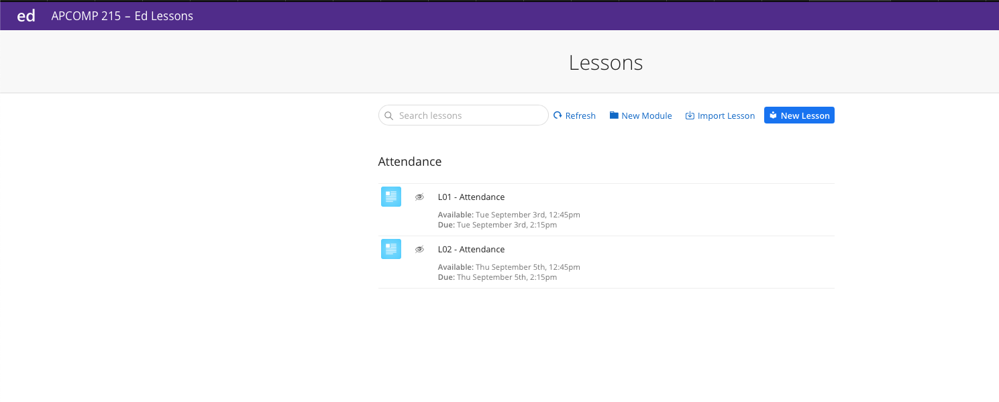 ed APCOMP 215 – Ed Lessons
Lessons
Search lessons Refresh New Module Import Lesson New Lesson
Attendance
L01 - Attendance
Available: Tue September 3rd, 12:45pm
Due: Tue September 3rd, 2:15pm
L02 - Attendance
Available: Thu September 5th, 12:45pm
Due: Thu September 5th, 2:15pm